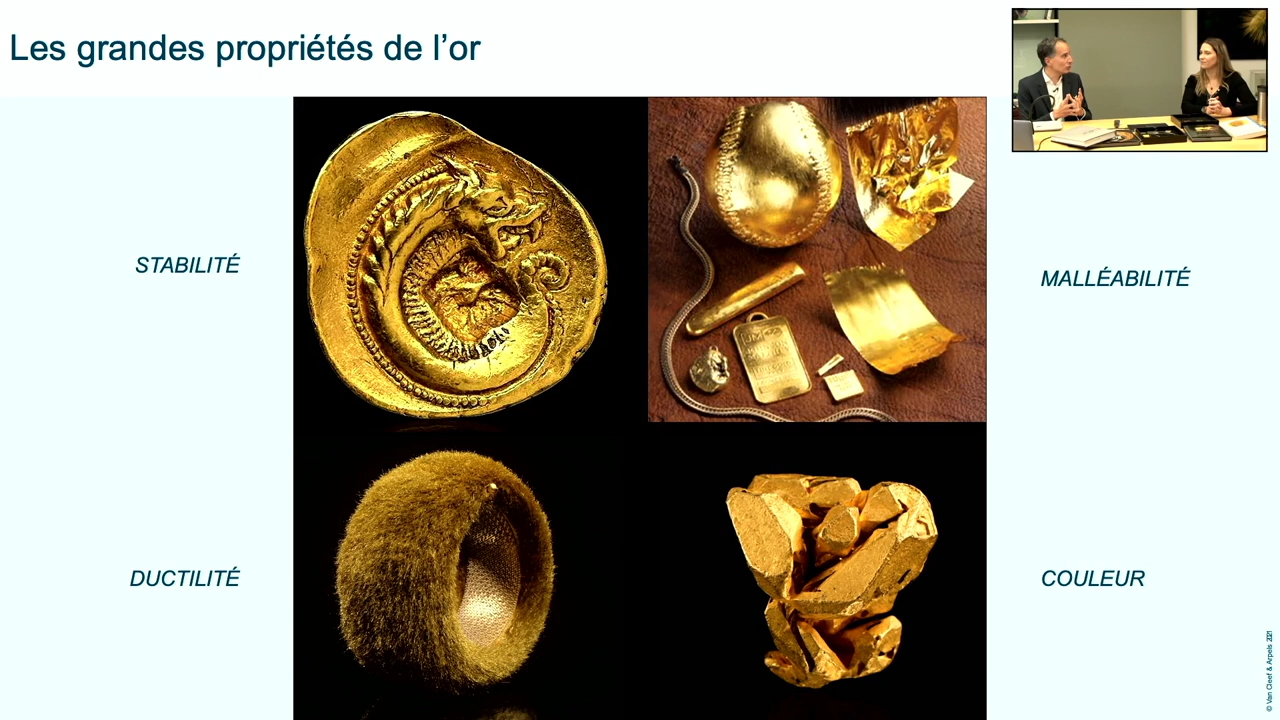 Les grandes propriétés de l'or
STABILITÉ
MALLÉABILITÉ
DUCTILITÉ
COULEUR
© Van Cleef & Arpels 2021